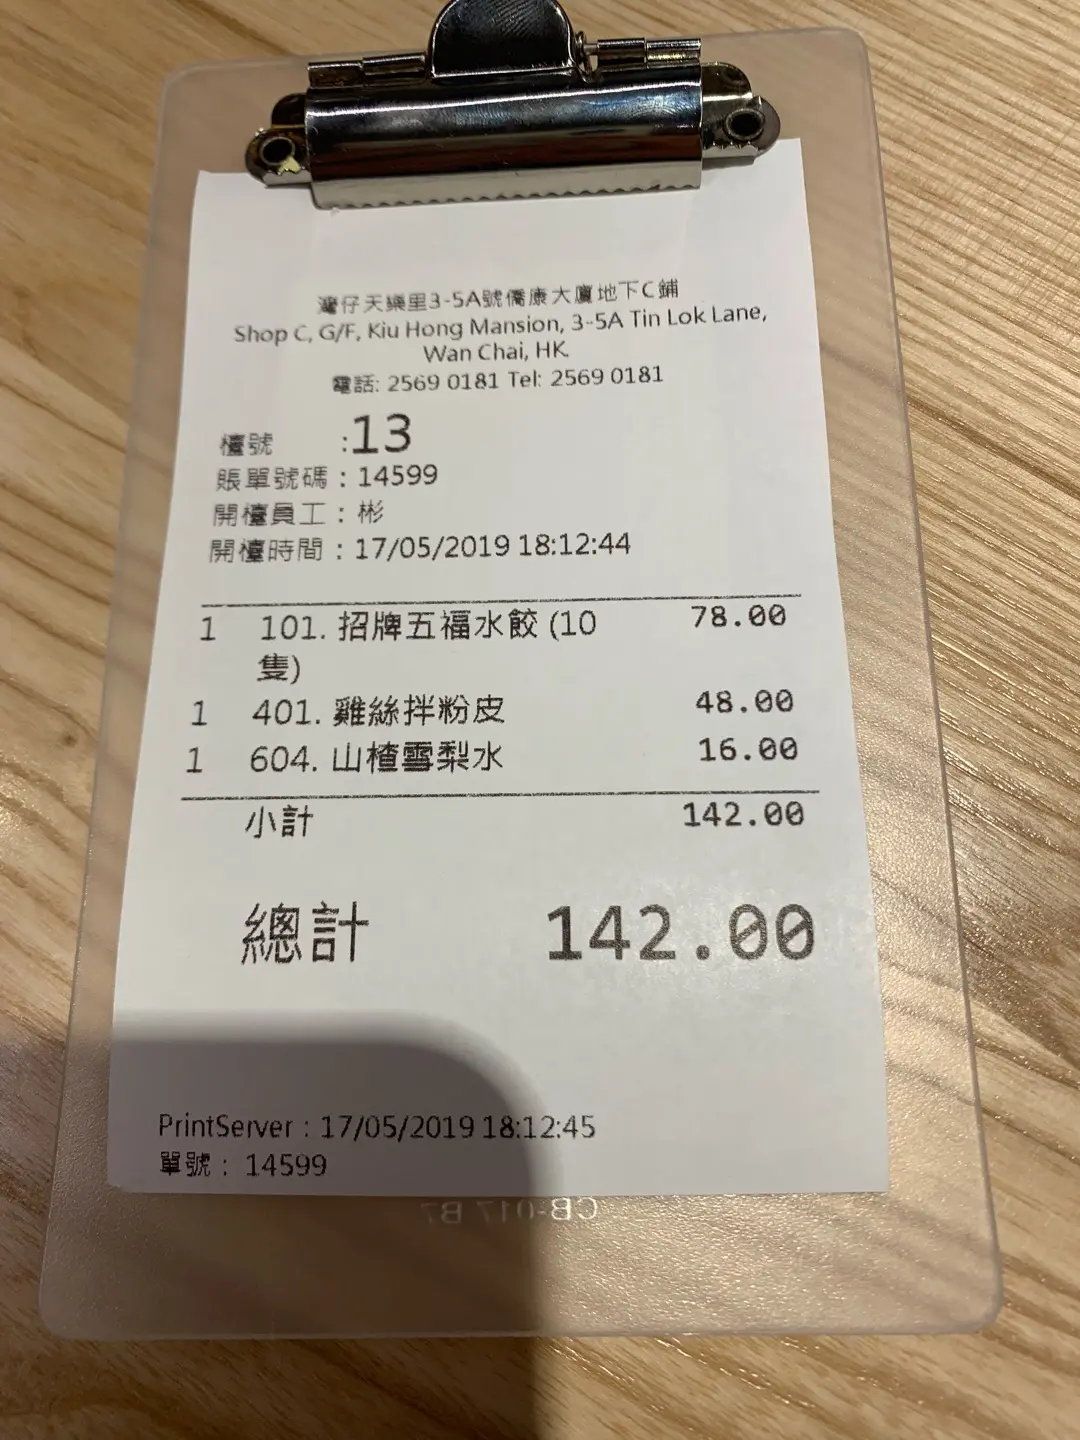 灣仔天樂里3-5A號僑康大廈地下C鋪
Shop C, G/F, Kiu Hong Mansion, 3-5A Tin Lok Lane,
Wan Chai, HK.
電話: 2569 0181 Tel: 2569 0181
檯號 :13
賬單號碼 : 14599
開檯員工 : 彬
開檯時間 : 17/05/2019 18:12:44
1 101. 招牌五福水餃 (10 78.00
隻)
1 401. 雞絲拌粉皮 48.00
1 604. 山楂雪梨水 16.00
小計 142.00
總計 142.00
PrintServer : 17/05/2019 18:12:45
單號 : 14599
CB-017 B7